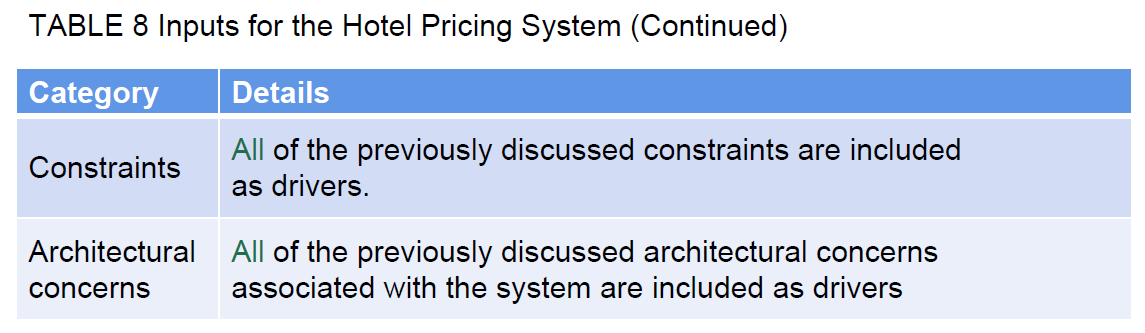 TABLE 8 Inputs for the Hotel Pricing System (Continued)
Category Details
Constraints
All of the previously discussed constraints are included
as drivers.
Architectural
concerns
All of the previously discussed architectural concerns
associated with the system are included as drivers